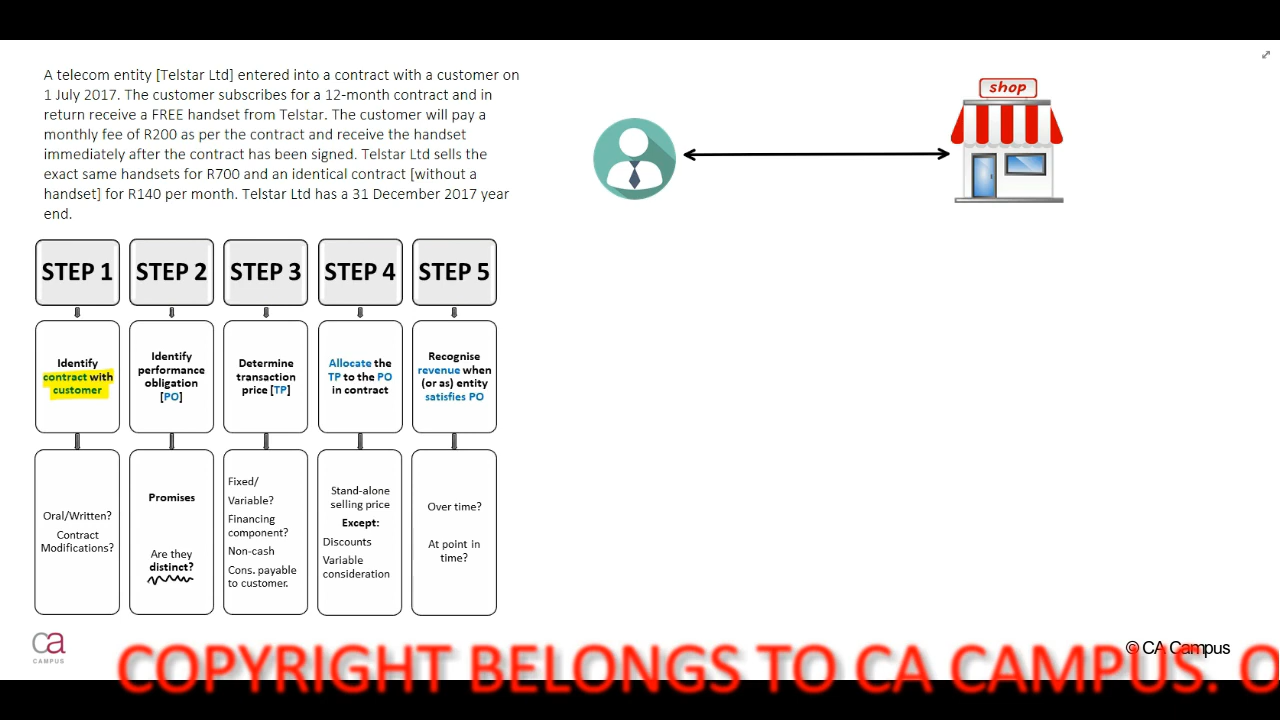 A telecom entity [Telstar Ltd] entered into a contract with a customer on
1 July 2017. The customer subscribes for a 12-month contract and in
return receive a FREE handset from Telstar. The customer will pay a
monthly fee of R200 as per the contract and receive the handset
immediately after the contract has been signed. Telstar Ltd sells the
exact same handsets for R700 and an identical contract [without a
handset] for R140 per month. Telstar Ltd has a 31 December 2017 year
end.
shop
STEP 1
STEP 2
STEP 3
STEP 4
STEP 5
Identify
contract with
customer
Identify
performance
obligation
[PO]
Determine
transaction
price [TP]
Allocate the
TP to the PO
in contract
Recognise
revenue when
(or as) entity
satisfies PO
Oral/Written?
Contract
Modifications?
Promises
Are they
distinct?
Fixed/
Variable?
Financing
component?
Non-cash
Cons. payable
to customer.
Stand-alone
selling price
Except:
Discounts
Variable
consideration
Over time?
At point in
time?
ca
CAMPUS
© CA Campus
COPYRIGHT BELONGS TO CA CAMPUS. O